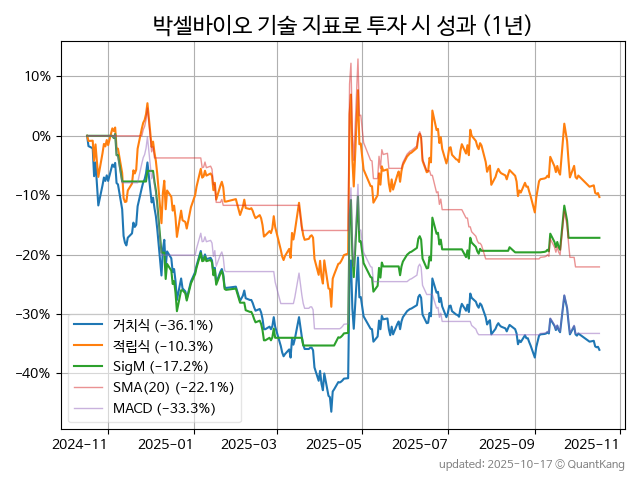 박셀바이오 기술 지표로 투자 시 성과 (1년)
10%
0%
−10%
−20%
−30%
−40%
거치식 (−36.1%)
적립식 (−10.3%)
SigM (−17.2%)
SMA(20) (−22.1%)
MACD (−33.3%)
2024−11
2025−01
2025−03
2025−05
2025−07
2025−09
2025−11
updated: 2025-10-17 © QuantKang